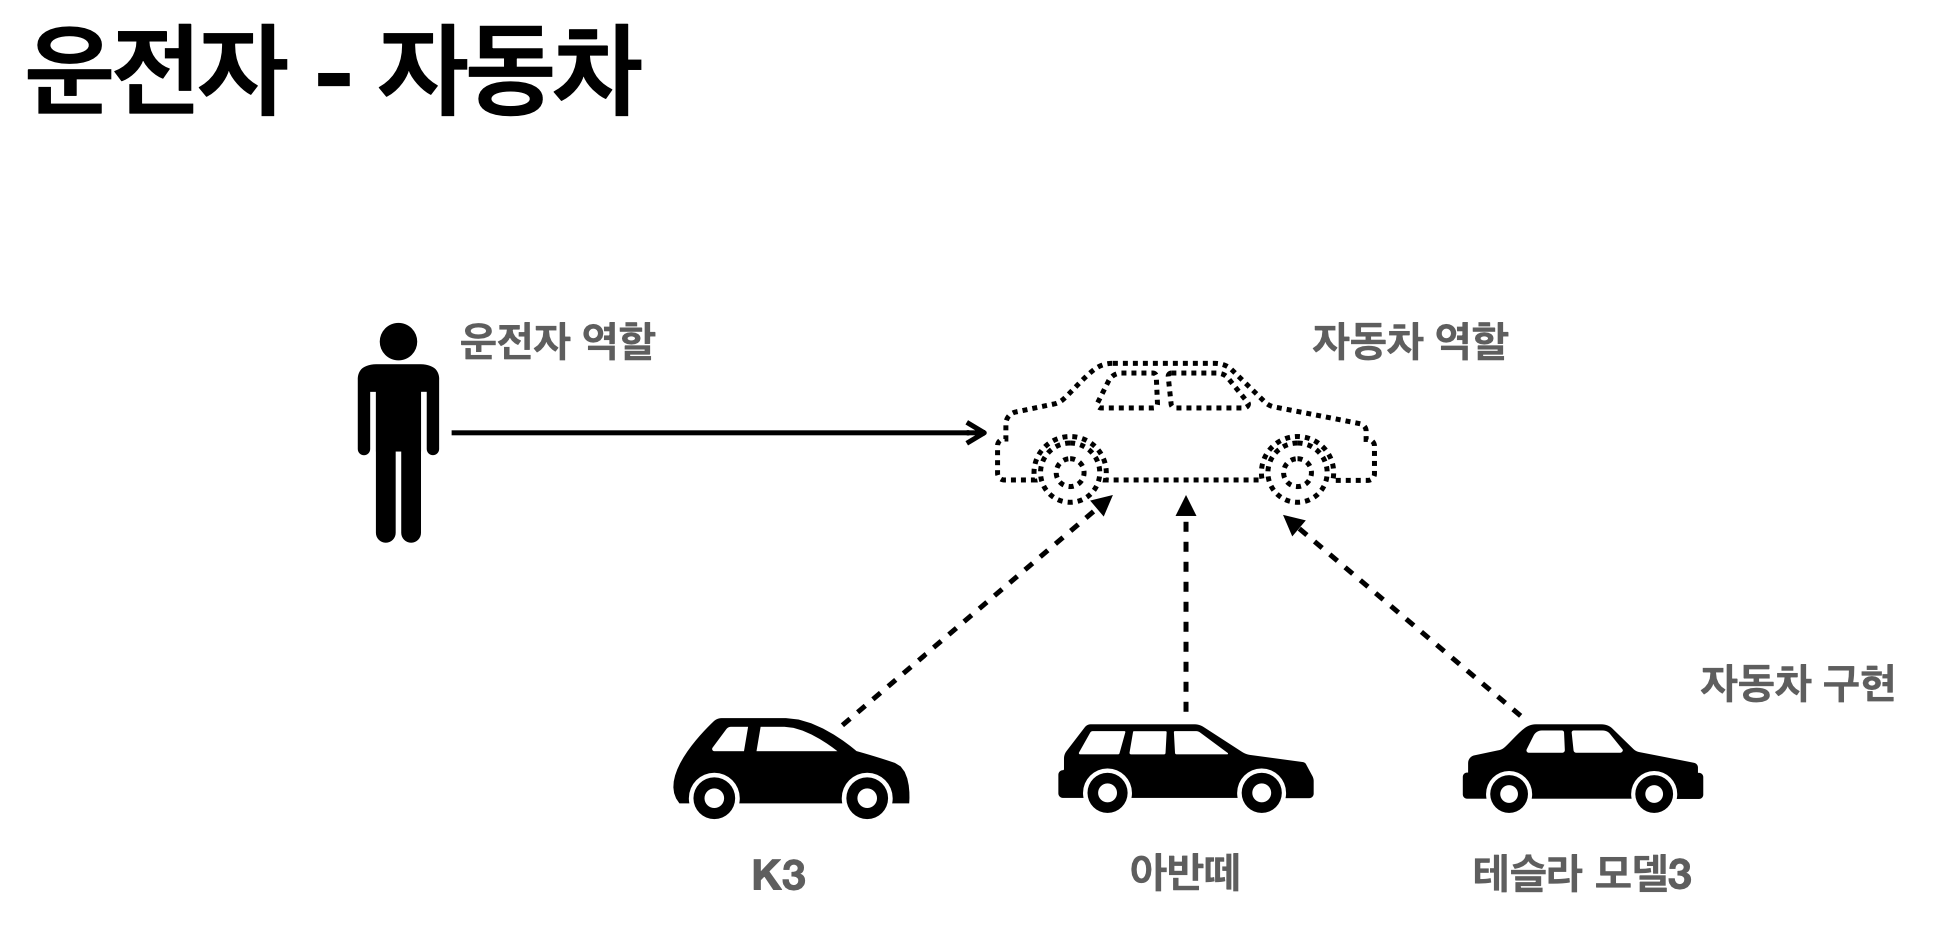 운전자 - 자동차
운전자 역할
자동차 역할
자동차 구현
K3
아반떼
테슬라 모델3